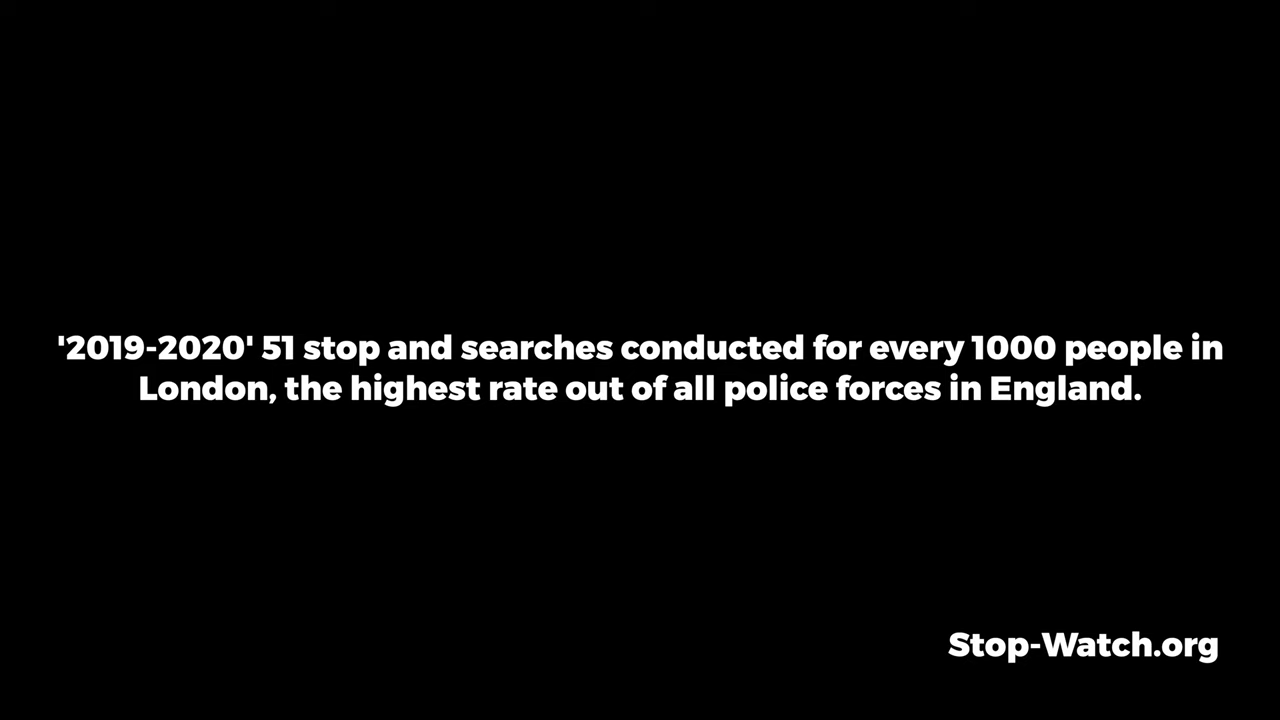 '2019-2020' 51 stop and searches conducted for every 1000 people in
London, the highest rate out of all police forces in England.
Stop-Watch.org